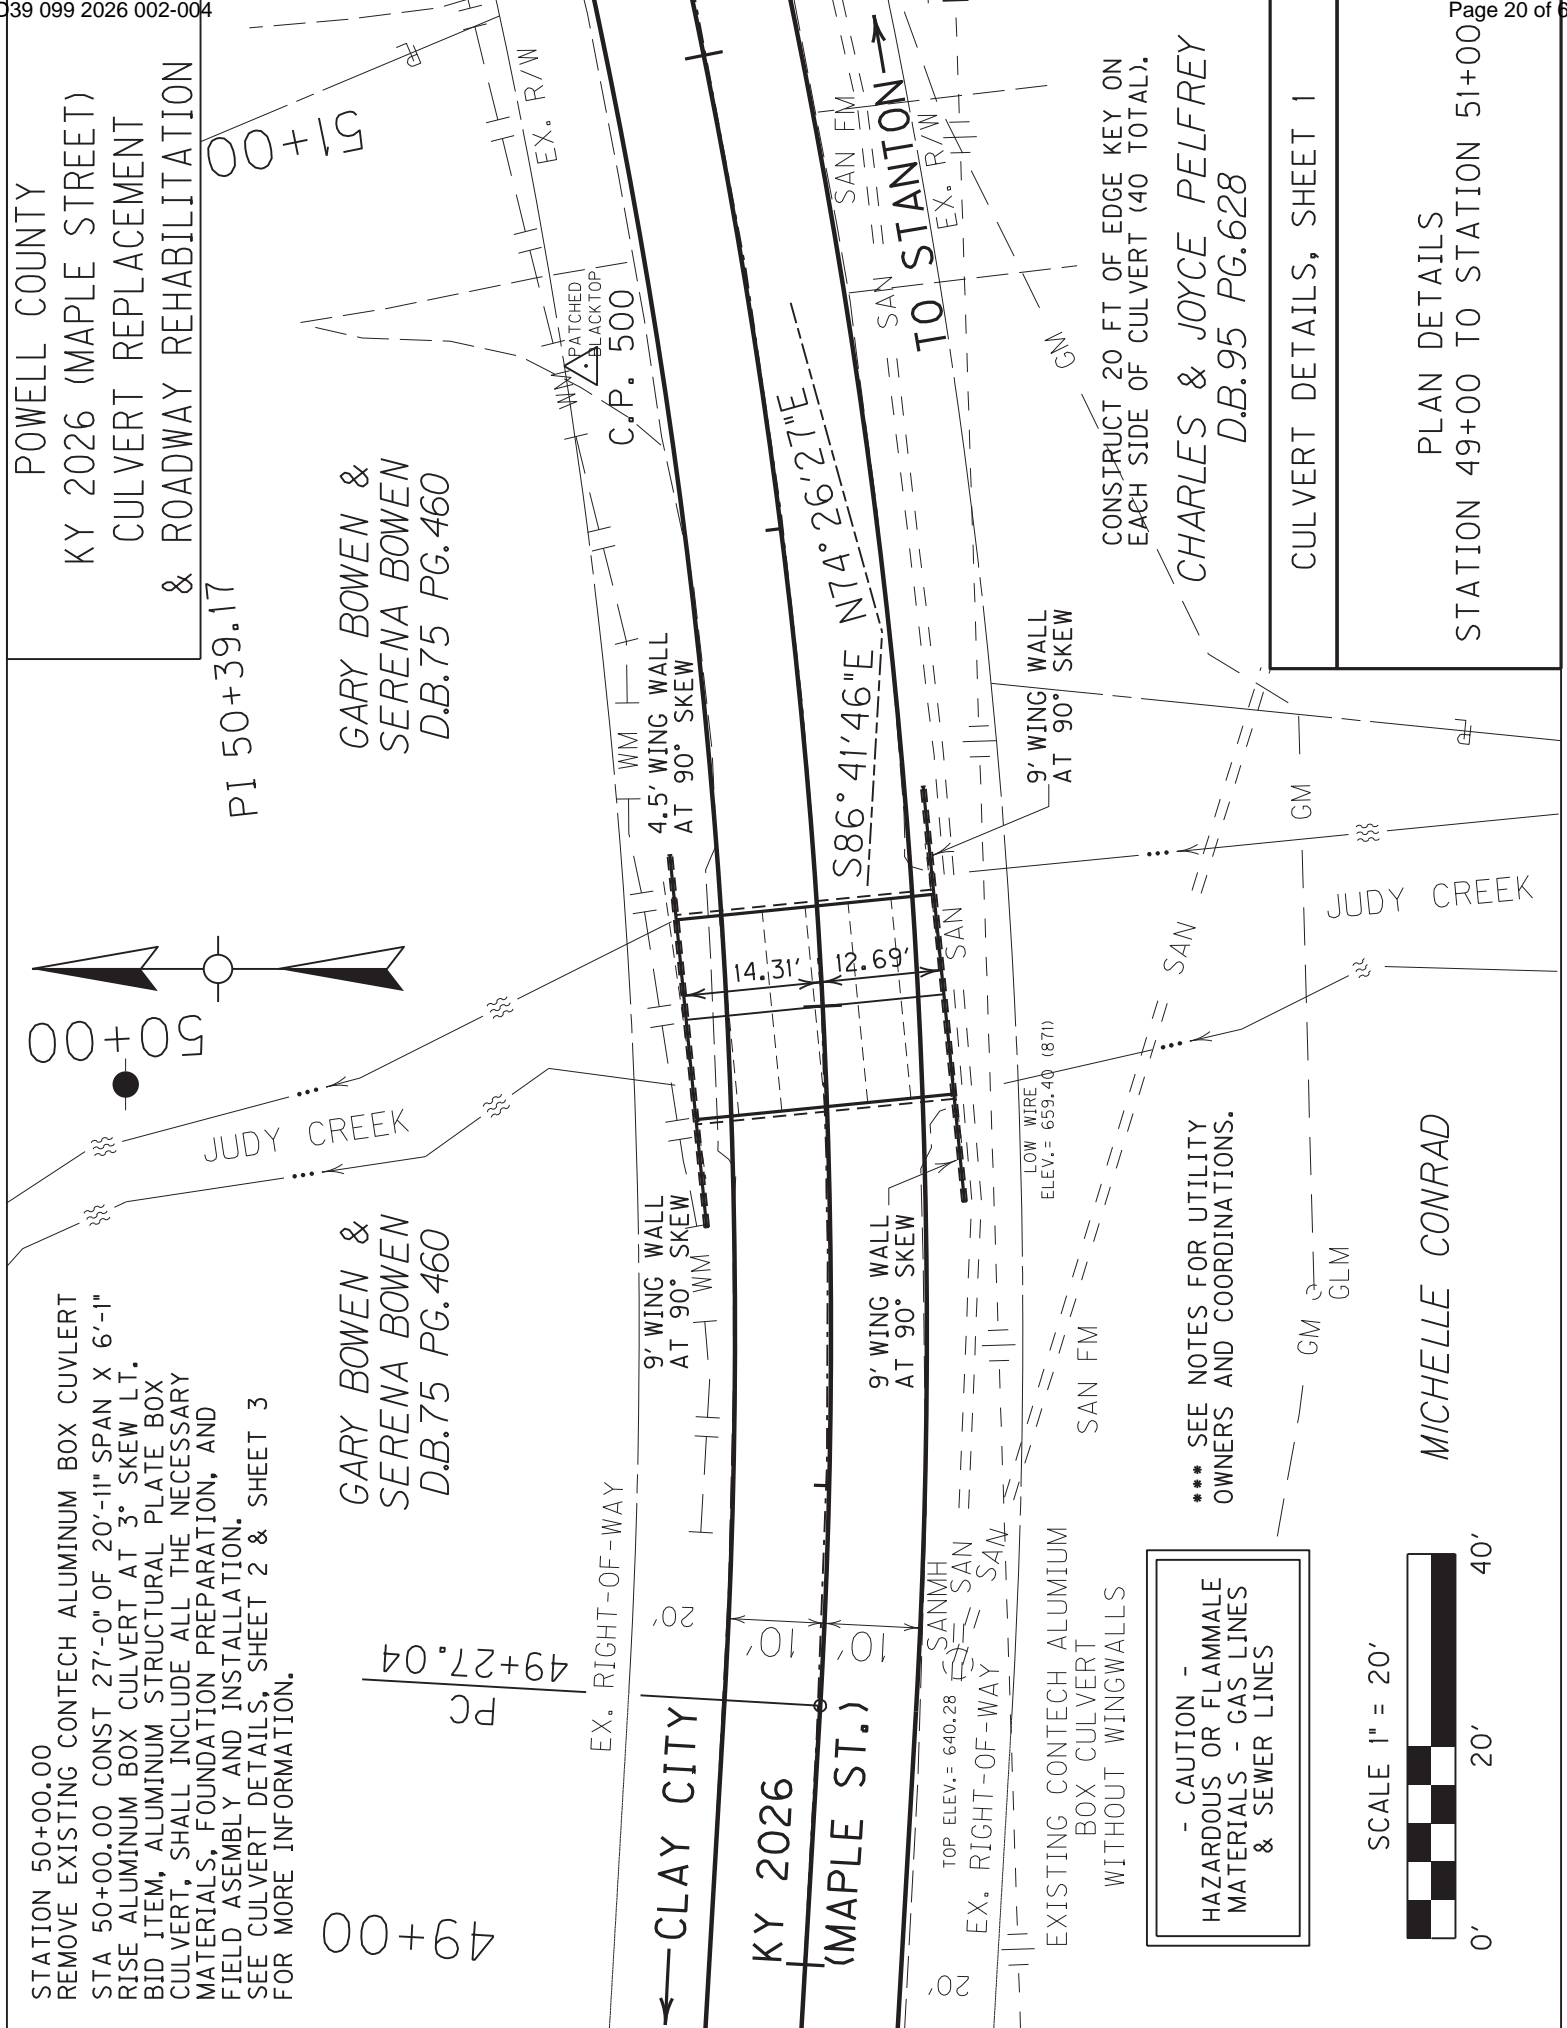 D39 099 2026 002-004
Page 20 of 6
POWELL COUNTY
KY 2026 (MAPLE STREET)
CULVERT REPLACEMENT
& ROADWAY REHABILITATION
STATION 50+00.00
REMOVE EXISTING CONTECH ALUMINUM BOX CUVLERT
STA 50+00.00 CONST 27'-0" OF 20'-11" SPAN X 6'-1"
RISE ALUMINUM BOX CULVERT AT 3° SKEW LT.
BID ITEM, ALUMINUM STRUCTURAL PLATE BOX
CULVERT, SHALL INCLUDE ALL THE NECESSARY
MATERIALS, FOUNDATION PREPARATION, AND
FIELD ASEMBLY AND INSTALLATION.
SEE CULVERT DETAILS, SHEET 2 & SHEET 3
FOR MORE INFORMATION.
49+00
50+00
51+00
PI 50+39.17
PC
49+27.04
JUDY CREEK
GARY BOWEN &
SERENA BOWEN
D.B.75 PG.460
GARY BOWEN &
SERENA BOWEN
D.B.75 PG.460
EX. RIGHT-OF-WAY
EX. R/W
PATCHED
BLACKTOP
C.P. 500
WM
WM
WM
9' WING WALL
AT 90° SKEW
4.5' WING WALL
AT 90° SKEW
20'
10'
10'
14.31'
12.69'
CLAY CITY
KY 2026
(MAPLE ST.)
S86°41'46"E
N74°26'27"E
TO STANTON
SAN FM
SAN
EX. R/W
9' WING WALL
AT 90° SKEW
9' WING WALL
AT 90° SKEW
SANMH
TOP ELEV.= 640.28
SAN
SAN
SAN
EX. RIGHT-OF-WAY
20'
LOW WIRE
ELEV.= 659.40 (871)
EXISTING CONTECH ALUMIUM
BOX CULVERT
WITHOUT WINGWALLS
SAN FM
SAN
GM
GM
GM
GLM
JUDY CREEK
CONSTRUCT 20 FT OF EDGE KEY ON
EACH SIDE OF CULVERT (40 TOTAL).
CHARLES & JOYCE PELFREY
D.B.95 PG.628
*** SEE NOTES FOR UTILITY
OWNERS AND COORDINATIONS.
- CAUTION -
HAZARDOUS OR FLAMMALE
MATERIALS - GAS LINES
& SEWER LINES
MICHELLE CONRAD
SCALE 1" = 20'
0'
20'
40'
CULVERT DETAILS, SHEET 1
PLAN DETAILS
STATION 49+00 TO STATION 51+00